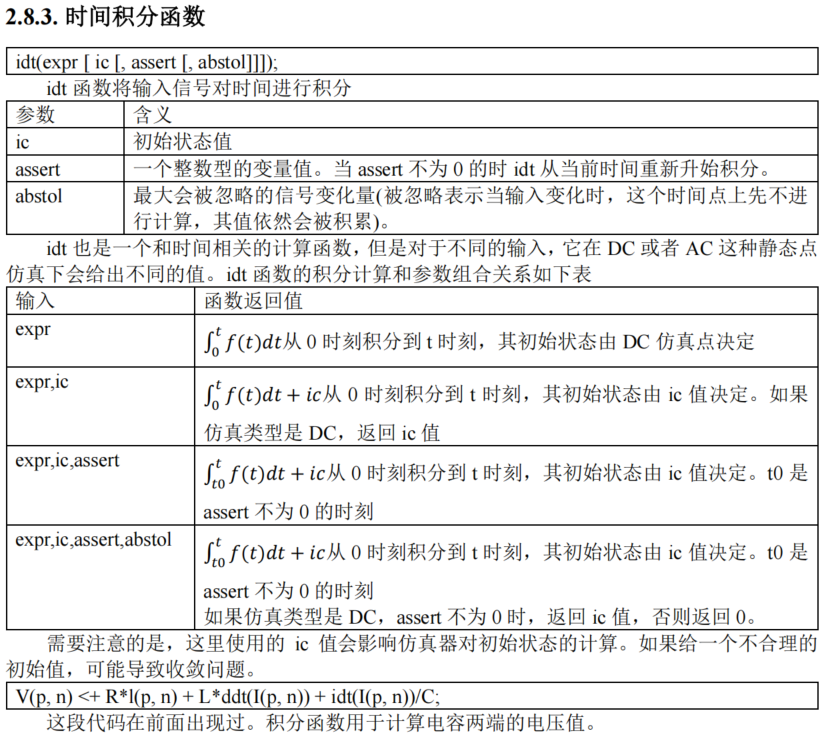 2.8.3. 时间积分函数
idt(expr [ ic [, assert [, abstol]]]);
idt 函数将输入信号对时间进行积分
参数 含义
ic 初始状态值
assert 一个整数型的变量值。当 assert 不为 0 的时 idt 从当前时间重新升始积分。
abstol 最大会被忽略的信号变化量(被忽略表示当输入变化时，这个时间点上先不进
行计算，其值依然会被积累)。
idt 也是一个和时间相关的计算函数，但是对于不同的输入，它在 DC 或者 AC 这种静态点
仿真下会给出不同的值。idt 函数的积分计算和参数组合关系如下表
输入 函数返回值
expr ∫₀ᵗ f(t)dt从 0 时刻积分到 t 时刻，其初始状态由 DC 仿真点决定
expr,ic ∫₀ᵗ f(t)dt + ic从 0 时刻积分到 t 时刻，其初始状态由 ic 值决定。如果
仿真类型是 DC，返回 ic 值
expr,ic,assert ∫ₜ₀ᵗ f(t)dt + ic从 0 时刻积分到 t 时刻，其初始状态由 ic 值决定。t0 是
assert 不为 0 的时刻
expr,ic,assert,abstol ∫ₜ₀ᵗ f(t)dt + ic从 0 时刻积分到 t 时刻，其初始状态由 ic 值决定。t0 是
assert 不为 0 的时刻
如果仿真类型是 DC，assert 不为 0 时，返回 ic 值，否则返回 0。
需要注意的是，这里使用的 ic 值会影响仿真器对初始状态的计算。如果给一个不合理的
初始值，可能导致收敛问题。
V(p, n) <+ R*l(p, n) + L*ddt(I(p, n)) + idt(I(p, n))/C;
这段代码在前面出现过。积分函数用于计算电容两端的电压值。